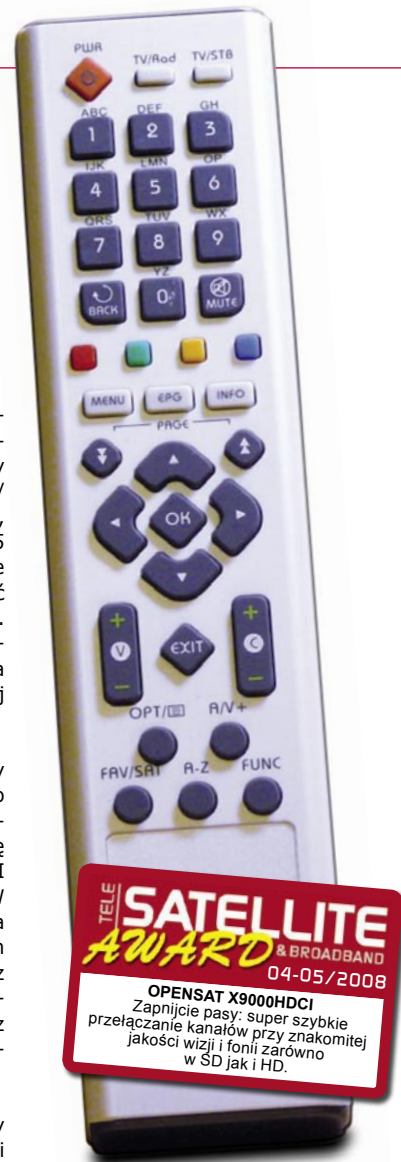 PWR
TV/Rad TV/STB
ABC DEF GH
1 2 3
IJK LMN OP
4 5 6
QRS TUV WX
7 8 9
YZ
BACK 0 MUTE
MENU EPG INFO
PAGE
OK
+ +
V EXIT C
- -
OPT/ A/V+
FAV/SAT A-Z FUNC
TELE
SATELLITE
AWARD & BROADBAND
04-05/2008
OPENSAT X9000HDCI
Zapnijcie pasy: super szybkie
przełączanie kanałów przy znakomitej
jakości wizji i fonii zarówno
w SD jak i HD.